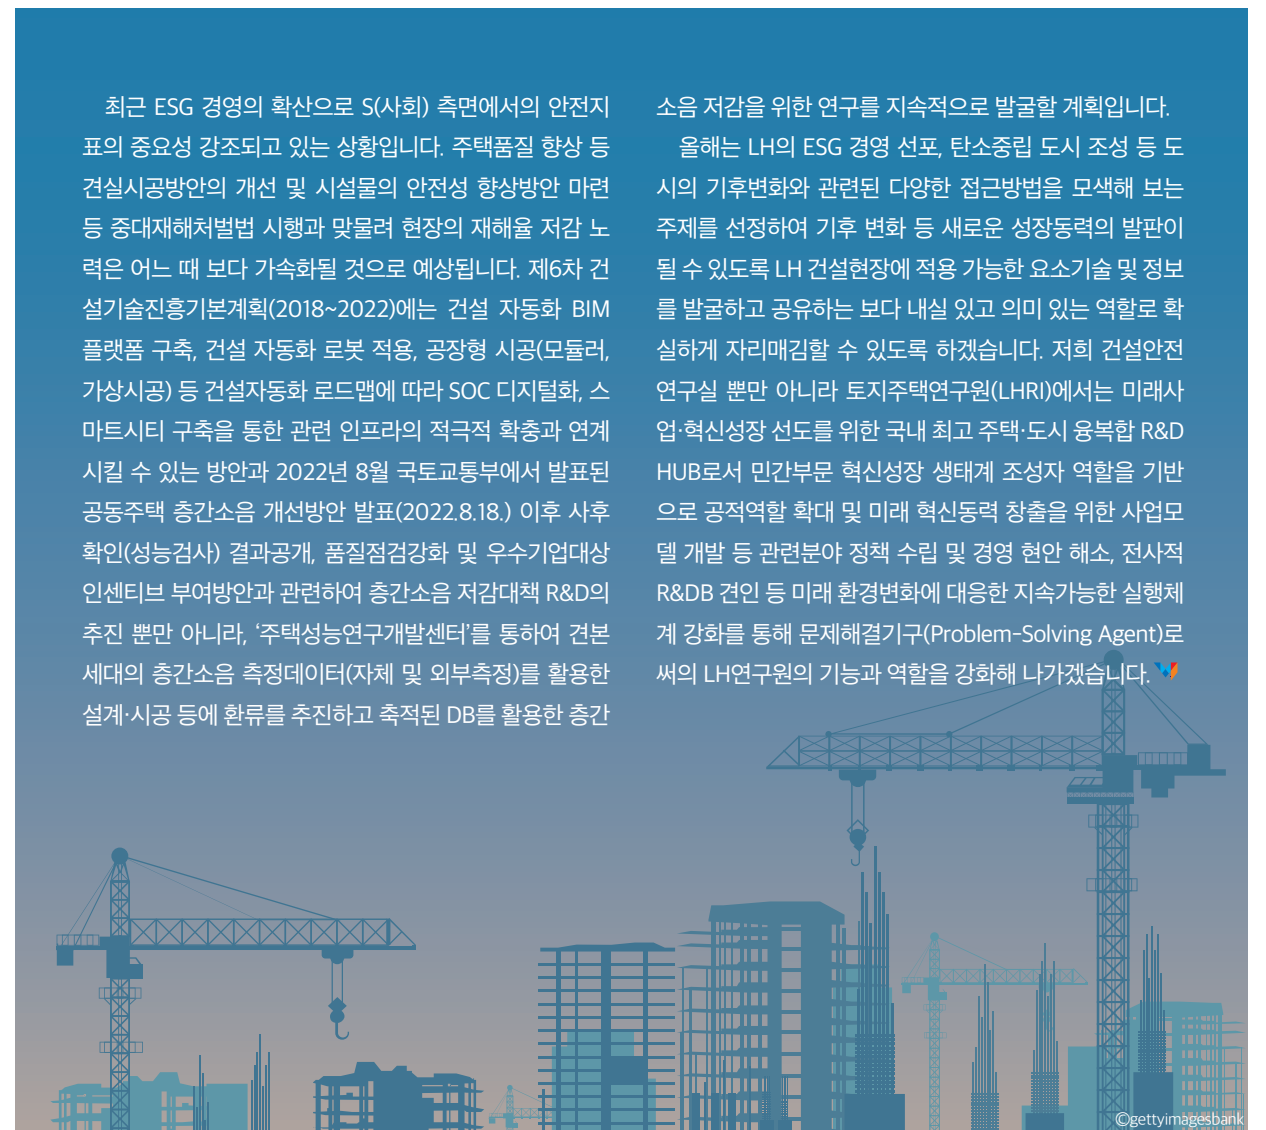 최근 ESG 경영의 확산으로 S(사회) 측면에서의 안전지
표의 중요성 강조되고 있는 상황입니다. 주택품질 향상 등
견실시공방안의 개선 및 시설물의 안전성 향상방안 마련
등 중대재해처벌법 시행과 맞물려 현장의 재해율 저감 노
력은 어느 때 보다 가속화될 것으로 예상됩니다. 제6차 건
설기술진흥기본계획(2018~2022)에는 건설 자동화 BIM
플랫폼 구축, 건설 자동화 로봇 적용, 공장형 시공(모듈러,
가상시공) 등 건설자동화 로드맵에 따라 SOC 디지털화, 스
마트시티 구축을 통한 관련 인프라의 적극적 확충과 연계
시킬 수 있는 방안과 2022년 8월 국토교통부에서 발표된
공동주택 층간소음 개선방안 발표(2022.8.18.) 이후 사후
확인(성능검사) 결과공개, 품질점검강화 및 우수기업대상
인센티브 부여방안과 관련하여 층간소음 저감대책 R&D의
추진 뿐만 아니라, ‘주택성능연구개발센터’를 통하여 견본
세대의 층간소음 측정데이터(자체 및 외부측정)를 활용한
설계·시공 등에 환류를 추진하고 축적된 DB를 활용한 층간
소음 저감을 위한 연구를 지속적으로 발굴할 계획입니다.
올해는 LH의 ESG 경영 선포, 탄소중립 도시 조성 등 도
시의 기후변화와 관련된 다양한 접근방법을 모색해 보는
주제를 선정하여 기후 변화 등 새로운 성장동력의 발판이
될 수 있도록 LH 건설현장에 적용 가능한 요소기술 및 정보
를 발굴하고 공유하는 보다 내실 있고 의미 있는 역할로 확
실하게 자리매김할 수 있도록 하겠습니다. 저희 건설안전
연구실 뿐만 아니라 토지주택연구원(LHRI)에서는 미래사
업·혁신성장 선도를 위한 국내 최고 주택·도시 융복합 R&D
HUB로서 민간부문 혁신성장 생태계 조성자 역할을 기반
으로 공적역할 확대 및 미래 혁신동력 창출을 위한 사업모
델 개발 등 관련분야 정책 수립 및 경영 현안 해소, 전사적
R&DB 견인 등 미래 환경변화에 대응한 지속가능한 실행체
계 강화를 통해 문제해결기구(Problem-Solving Agent)로
써의 LH연구원의 기능과 역할을 강화해 나가겠습니다.
©gettyimagesbank